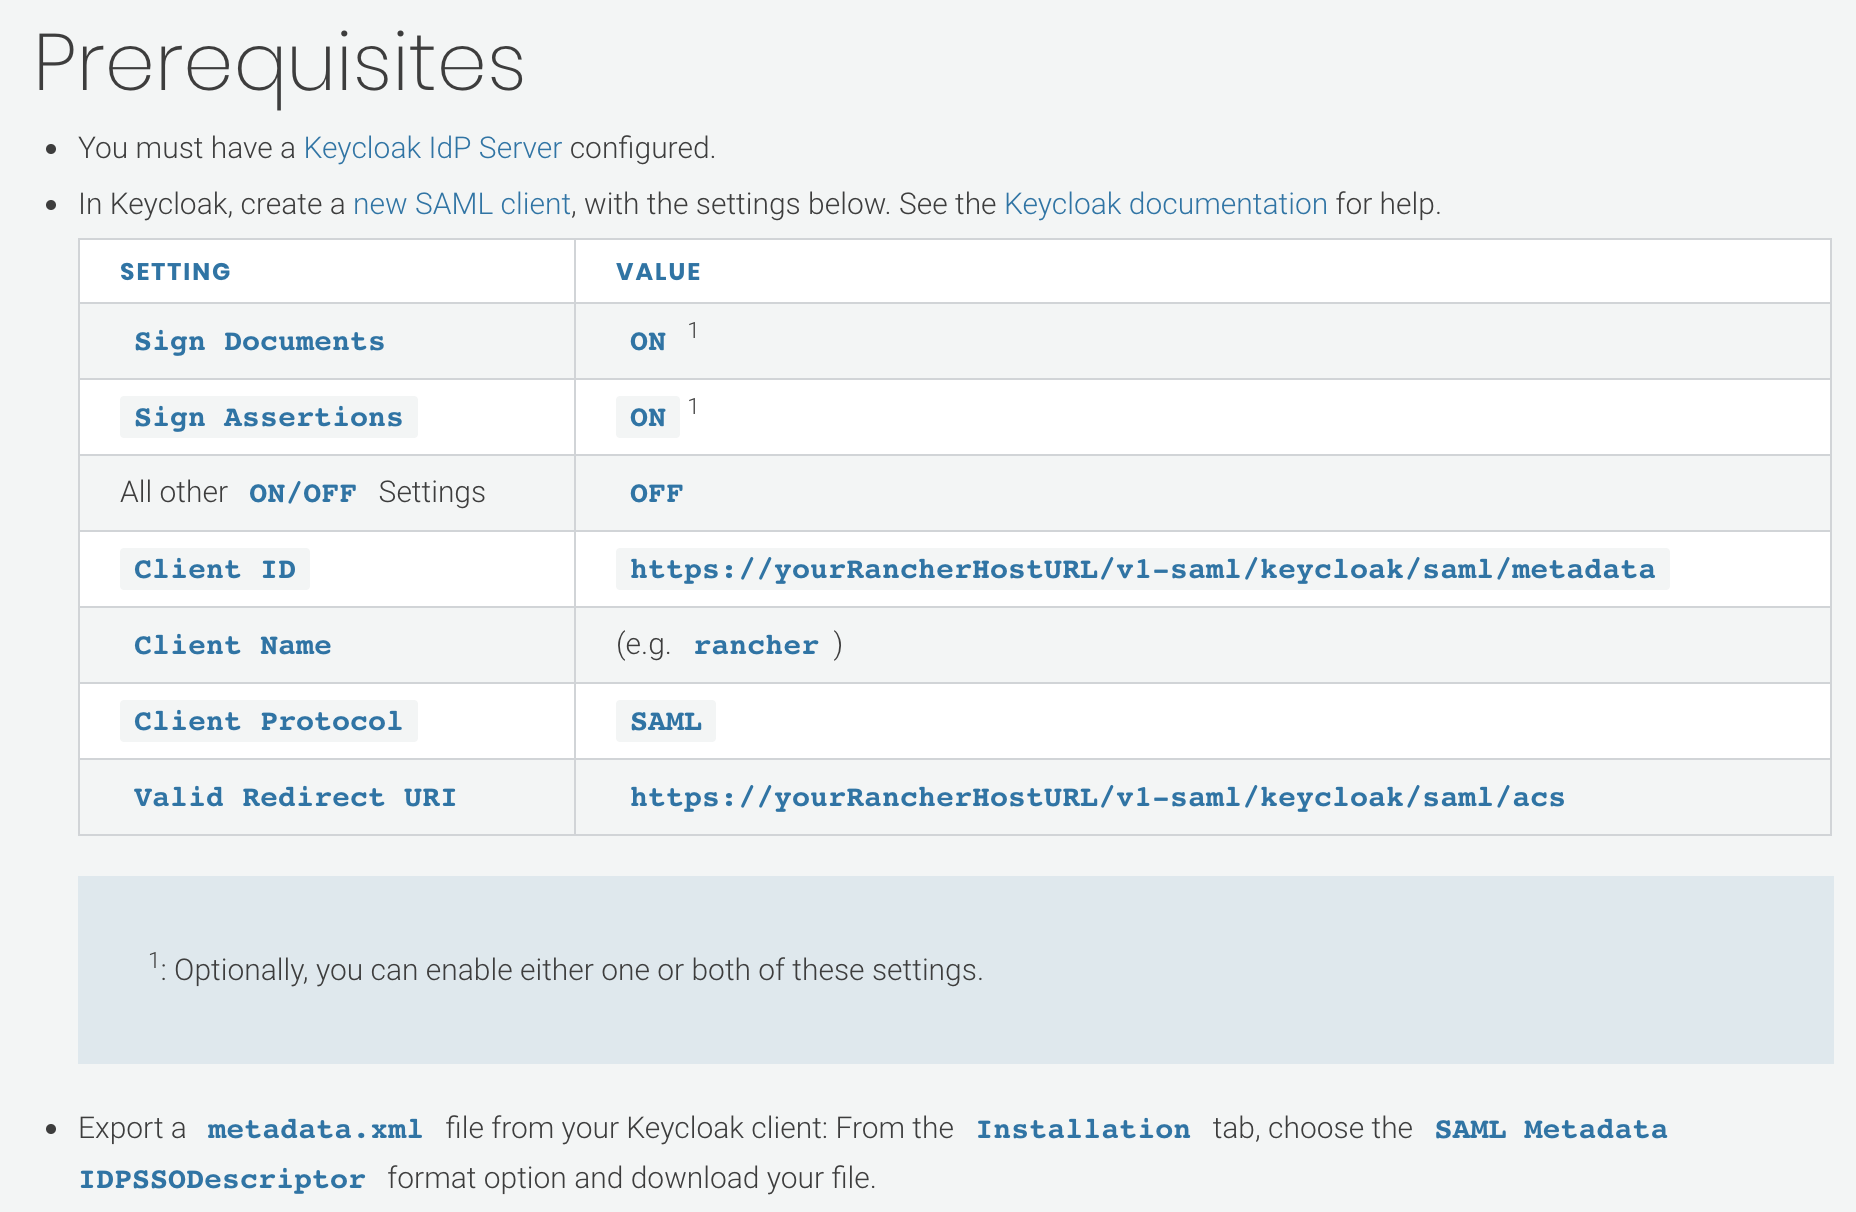 Prerequisites
You must have a Keycloak IdP Server configured.
In Keycloak, create a new SAML client, with the settings below. See the Keycloak documentation for help.
SETTING VALUE
Sign Documents ON 1
Sign Assertions ON 1
All other ON/OFF Settings OFF
Client ID https://yourRancherHostURL/v1-saml/keycloak/saml/metadata
Client Name (e.g. rancher )
Client Protocol SAML
Valid Redirect URI https://yourRancherHostURL/v1-saml/keycloak/saml/acs
1: Optionally, you can enable either one or both of these settings.
Export a metadata.xml file from your Keycloak client: From the Installation tab, choose the SAML Metadata
IDPSSODescriptor format option and download your file.